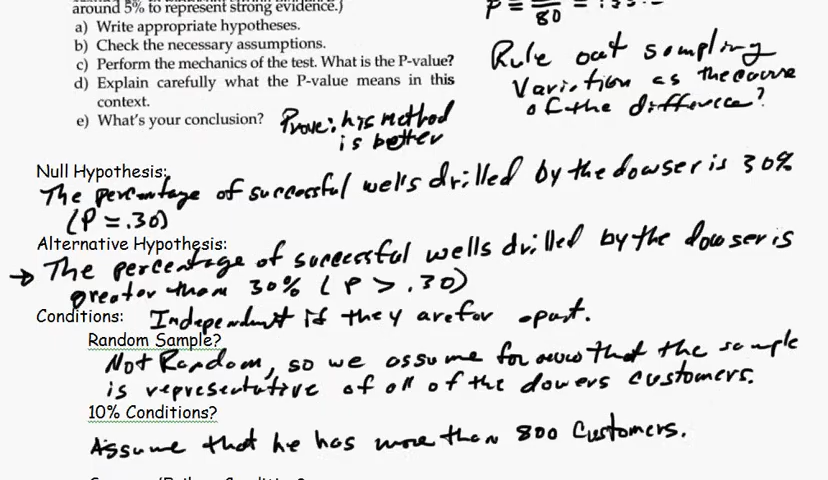 around 5% to represent strong evidence.)
P = — = .
80
a) Write appropriate hypotheses.
b) Check the necessary assumptions.
c) Perform the mechanics of the test. What is the P-value?
d) Explain carefully what the P-value means in this
context.
e) What's your conclusion?
Rule out sampling
Variation as the cause
of the difference?
Prove: his method
is better
Null Hypothesis:
The percentage of successful wells drilled by the dowser is 30%
(P = .30)
Alternative Hypothesis:
→ The percentage of successful wells drilled by the dowser is
greater than 30% (P > .30)
Conditions: Independent if they are far apart.
Random Sample?
Not Random, so we assume for now that the sample
is representative of all of the dowers customers.
10% Conditions?
Assume that he has more than 800 Customers.